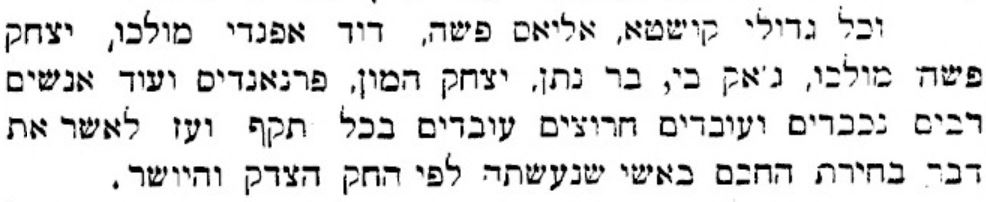 וכל גדולי קושטא, אליאס פשה, דוד אפנדי מולכו, יצחק
פשה מולכו, ג'אק בי, בר נתן, יצחק המון, פרנאנדיס ועוד אנשים
רבים נכבדים ועובדים חרוצים עובדים בכל תקף ועז לאשר את
דבר בחירת החכם באשי שנעשתה לפי החק הצדק והיושר.